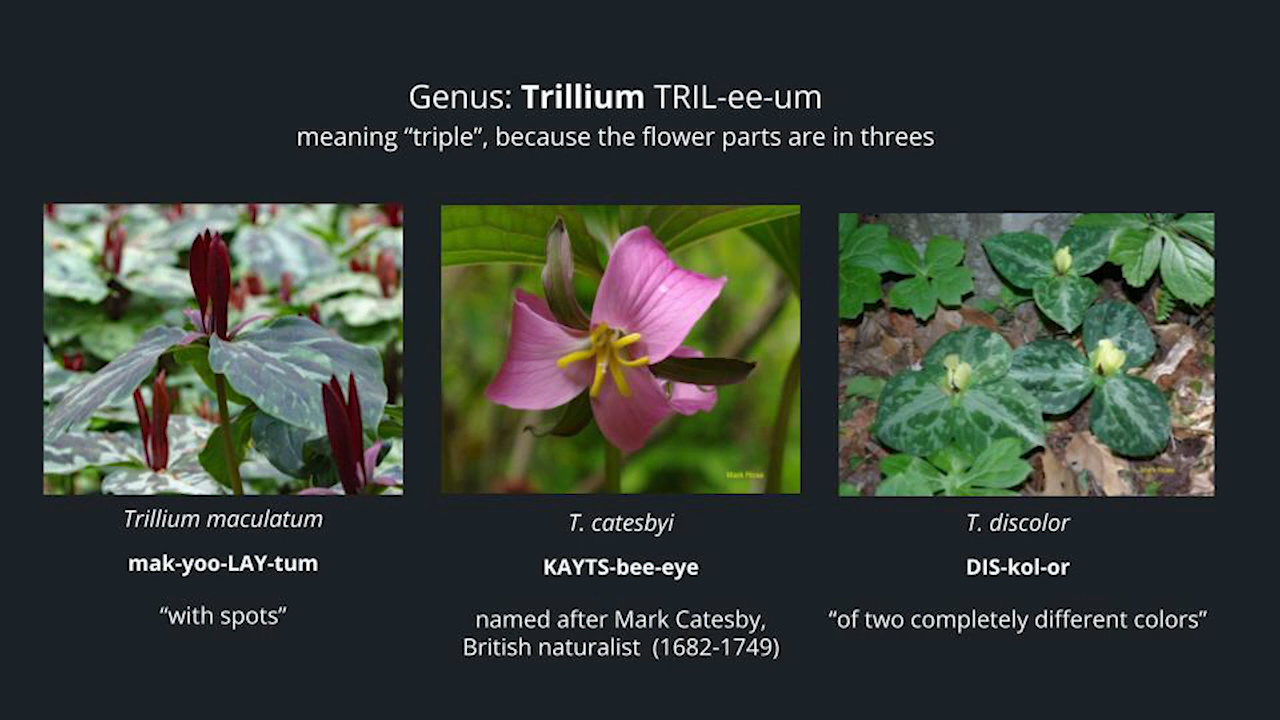 Genus: Trillium TRIL-ee-um
meaning “triple”, because the flower parts are in threes
Mark Rose
Trillium maculatum
mak-yoo-LAY-tum
“with spots”
T. catesbyi
KAYTS-bee-eye
named after Mark Catesby,
British naturalist (1682-1749)
T. discolor
DIS-kol-or
“of two completely different colors”